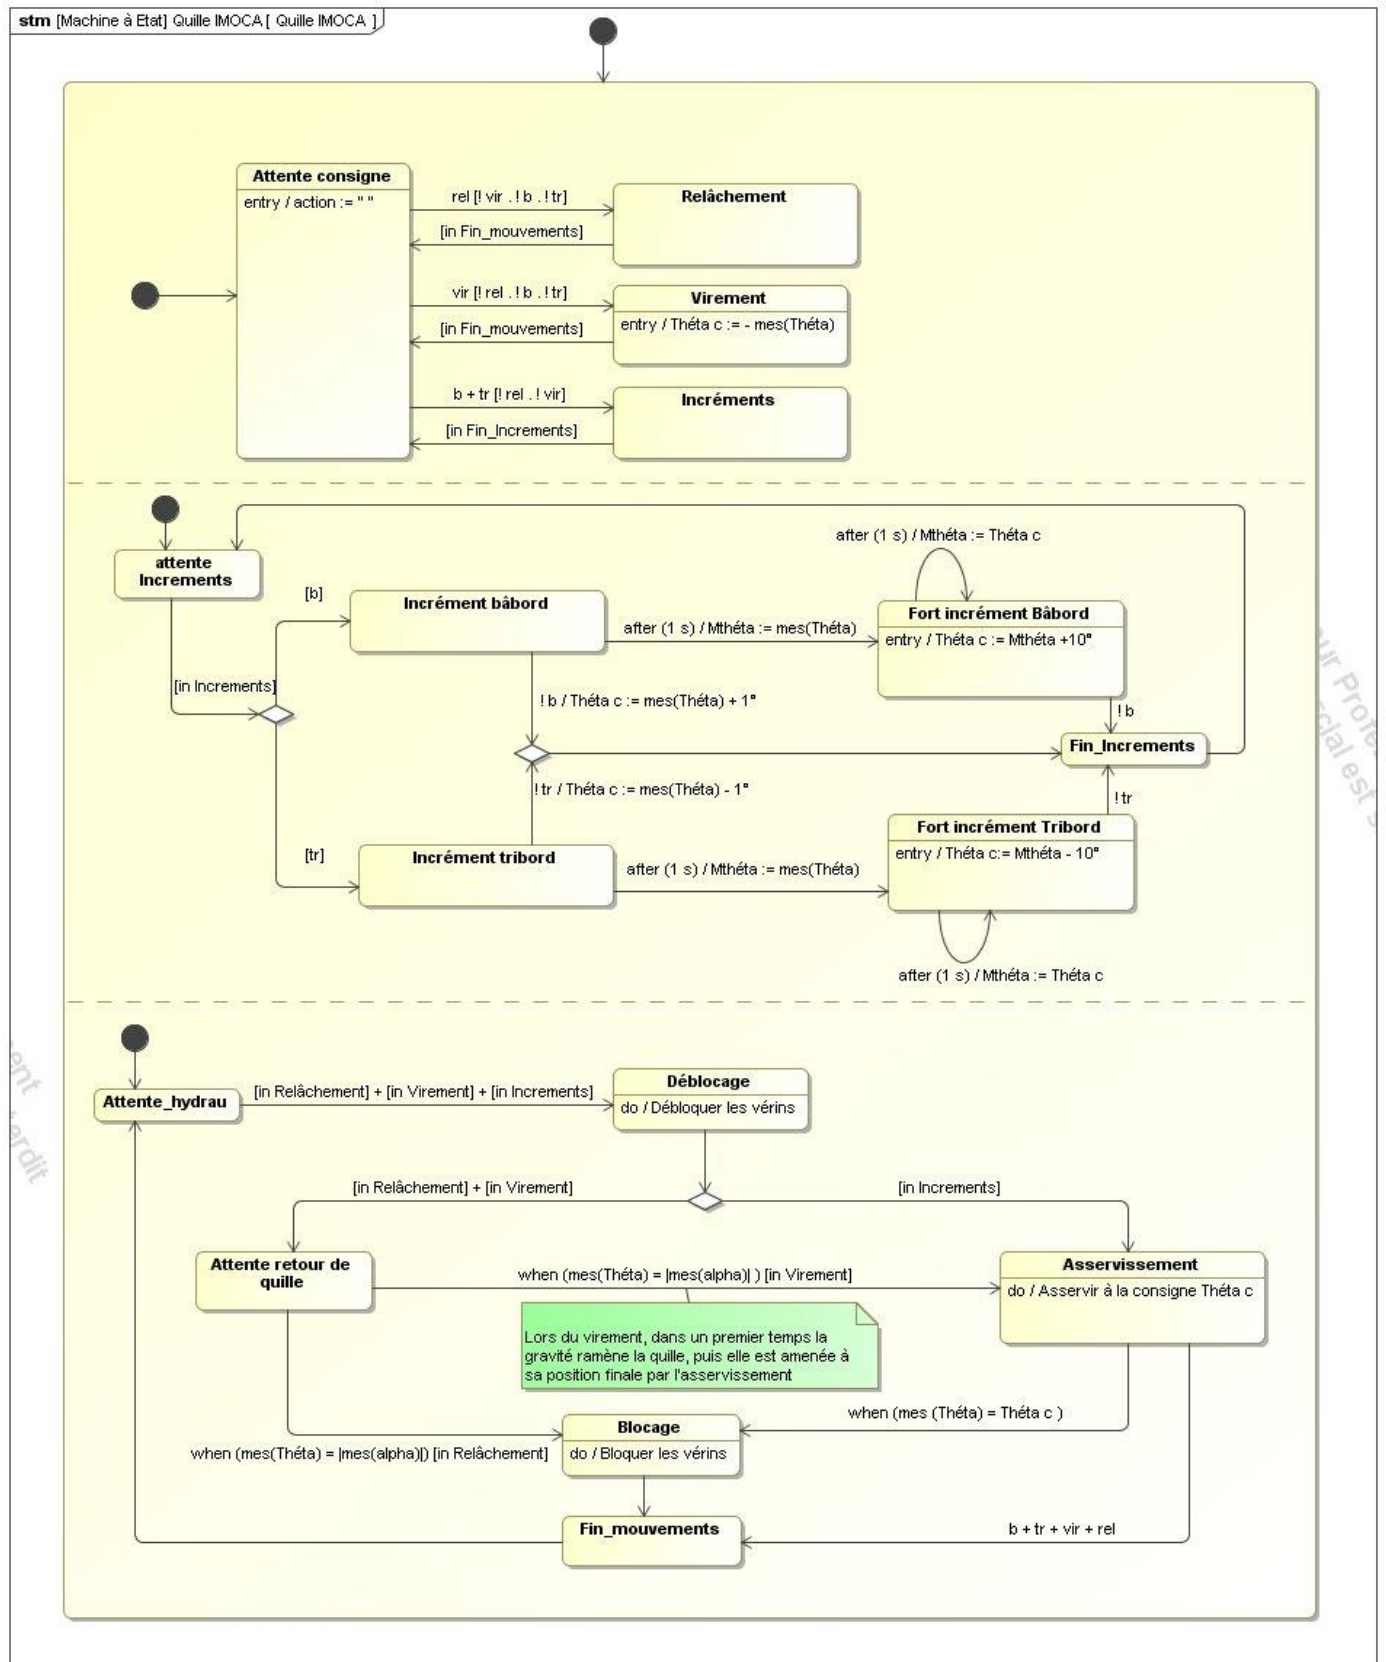 stm [Machine à Etat] Quille IMOCA [ Quille IMOCA ]
Attente consigne
entry / action := " "
rel [! vir . ! b . ! tr]
Relâchement
[in Fin_mouvements]
vir [! rel . ! b . ! tr]
Virement
entry / Théta c := - mes(Théta)
[in Fin_mouvements]
b + tr [! rel . ! vir]
Incréments
[in Fin_Increments]
attente
Increments
after (1 s) / Mthéta := Théta c
[b]
Incrément bâbord
after (1 s) / Mthéta := mes(Théta)
Fort incrément Bâbord
entry / Théta c := Mthéta +10°
[in Increments]
! b / Théta c := mes(Théta) + 1°
! b
Fin_Increments
! tr / Théta c := mes(Théta) - 1°
! tr
[tr]
Incrément tribord
after (1 s) / Mthéta := mes(Théta)
Fort incrément Tribord
entry / Théta c:= Mthéta - 10°
after (1 s) / Mthéta := Théta c
Attente_hydrau
[in Relâchement] + [in Virement] + [in Increments]
Déblocage
do / Débloquer les vérins
[in Relâchement] + [in Virement]
[in Increments]
Attente retour de
quille
when (mes(Théta) = |mes(alpha)| ) [in Virement]
Asservissement
do / Asservir à la consigne Théta c
Lors du virement, dans un premier temps la
gravité ramène la quille, puis elle est amenée à
sa position finale par l'asservissement
when (mes (Théta) = Théta c )
Blocage
do / Bloquer les vérins
when (mes(Théta) = |mes(alpha)|) [in Relâchement]
Fin_mouvements
b + tr + vir + rel